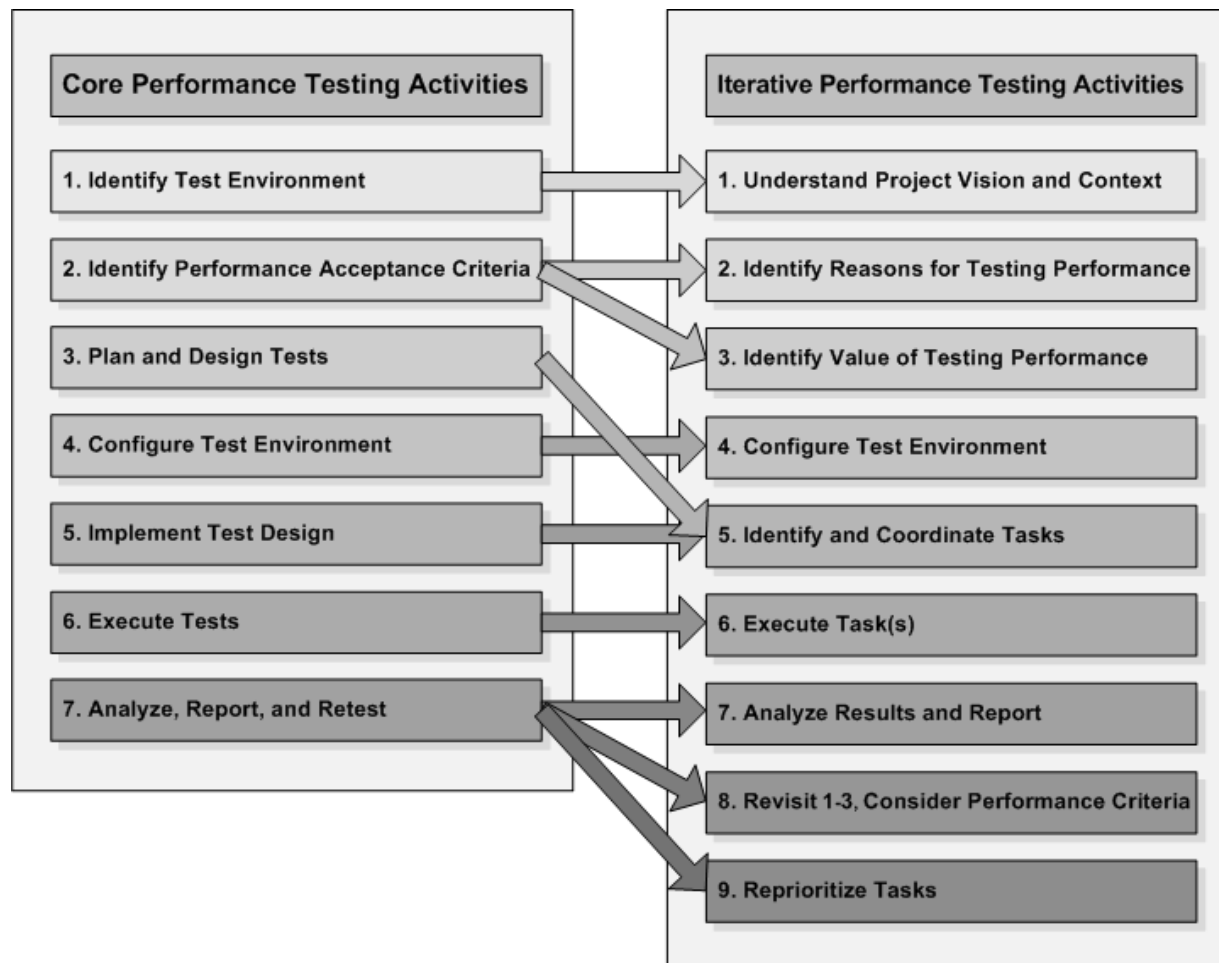 Core Performance Testing Activities
1. Identify Test Environment
2. Identify Performance Acceptance Criteria
3. Plan and Design Tests
4. Configure Test Environment
5. Implement Test Design
6. Execute Tests
7. Analyze, Report, and Retest
Iterative Performance Testing Activities
1. Understand Project Vision and Context
2. Identify Reasons for Testing Performance
3. Identify Value of Testing Performance
4. Configure Test Environment
5. Identify and Coordinate Tasks
6. Execute Task(s)
7. Analyze Results and Report
8. Revisit 1-3, Consider Performance Criteria
9. Reprioritize Tasks